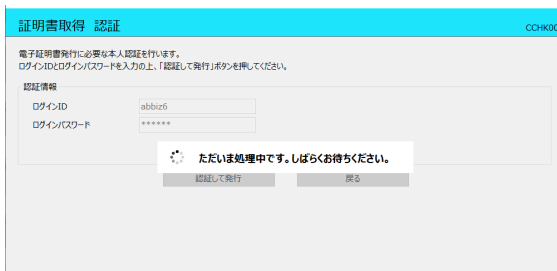 証明書取得 認証
CCHK00
電子証明書発行に必要な本人認証を行います。
ログインIDとログインパスワードを入力の上、「認証して発行」ボタンを押してください。
認証情報
ログインID
abbiz6
ログインパスワード
******
ただいま処理中です。しばらくお待ちください。
認証して発行
戻る